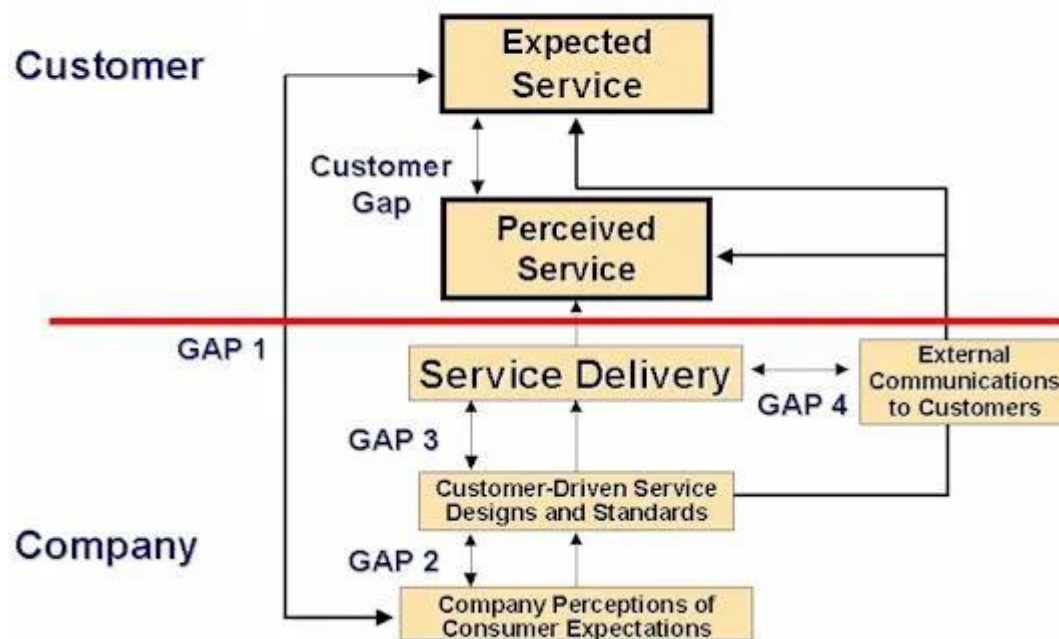 Customer
Expected
Service
Customer
Gap
Perceived
Service
GAP 1
Service Delivery
External
Communications
to Customers
GAP 4
GAP 3
Customer-Driven Service
Designs and Standards
Company
GAP 2
Company Perceptions of
Consumer Expectations